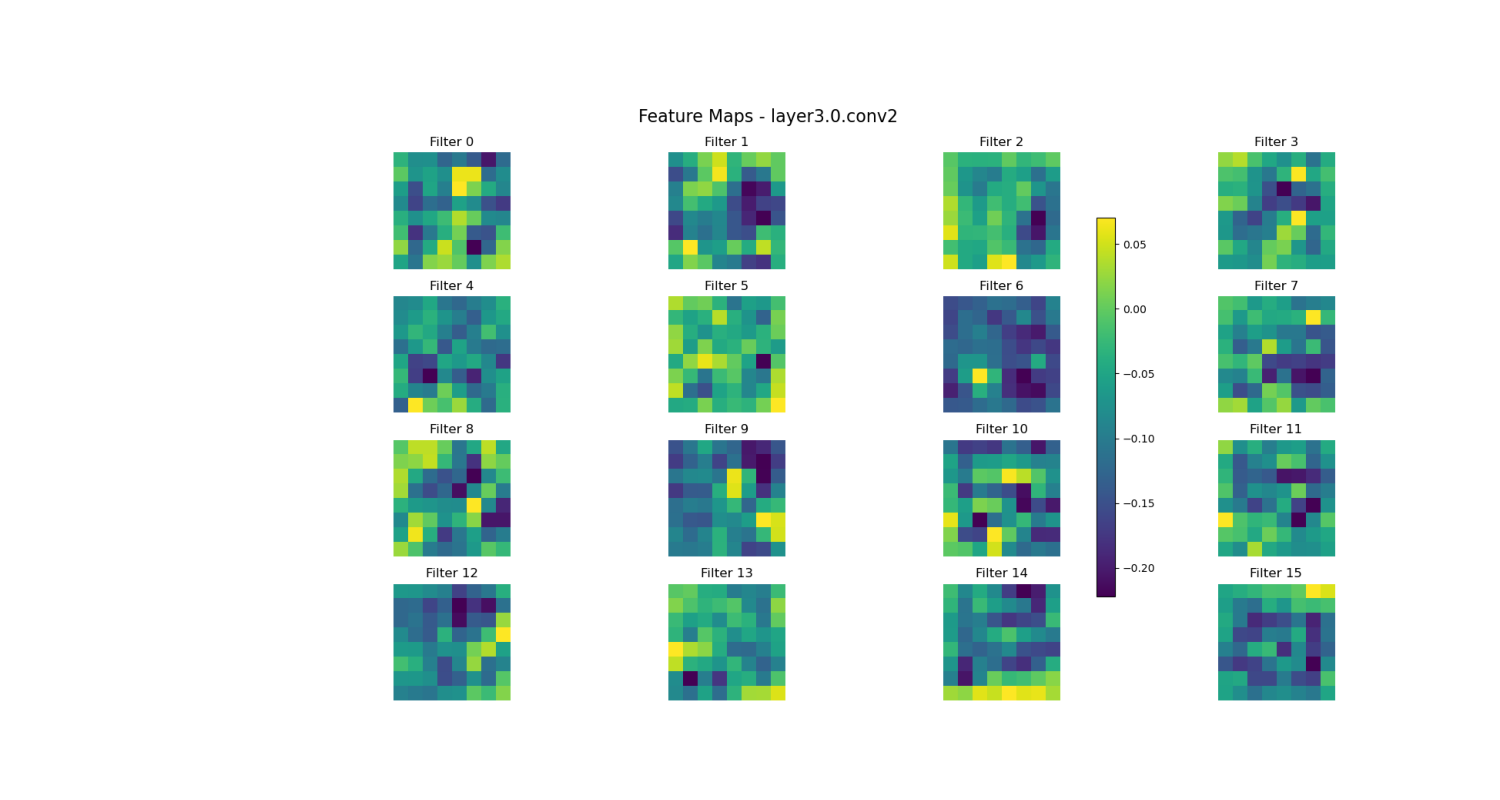 Feature Maps - layer3.0.conv2
Filter 0
Filter 1
Filter 2
Filter 3
Filter 4
Filter 5
Filter 6
Filter 7
Filter 8
Filter 9
Filter 10
Filter 11
Filter 12
Filter 13
Filter 14
Filter 15
0.05
0.00
−0.05
−0.10
−0.15
−0.20